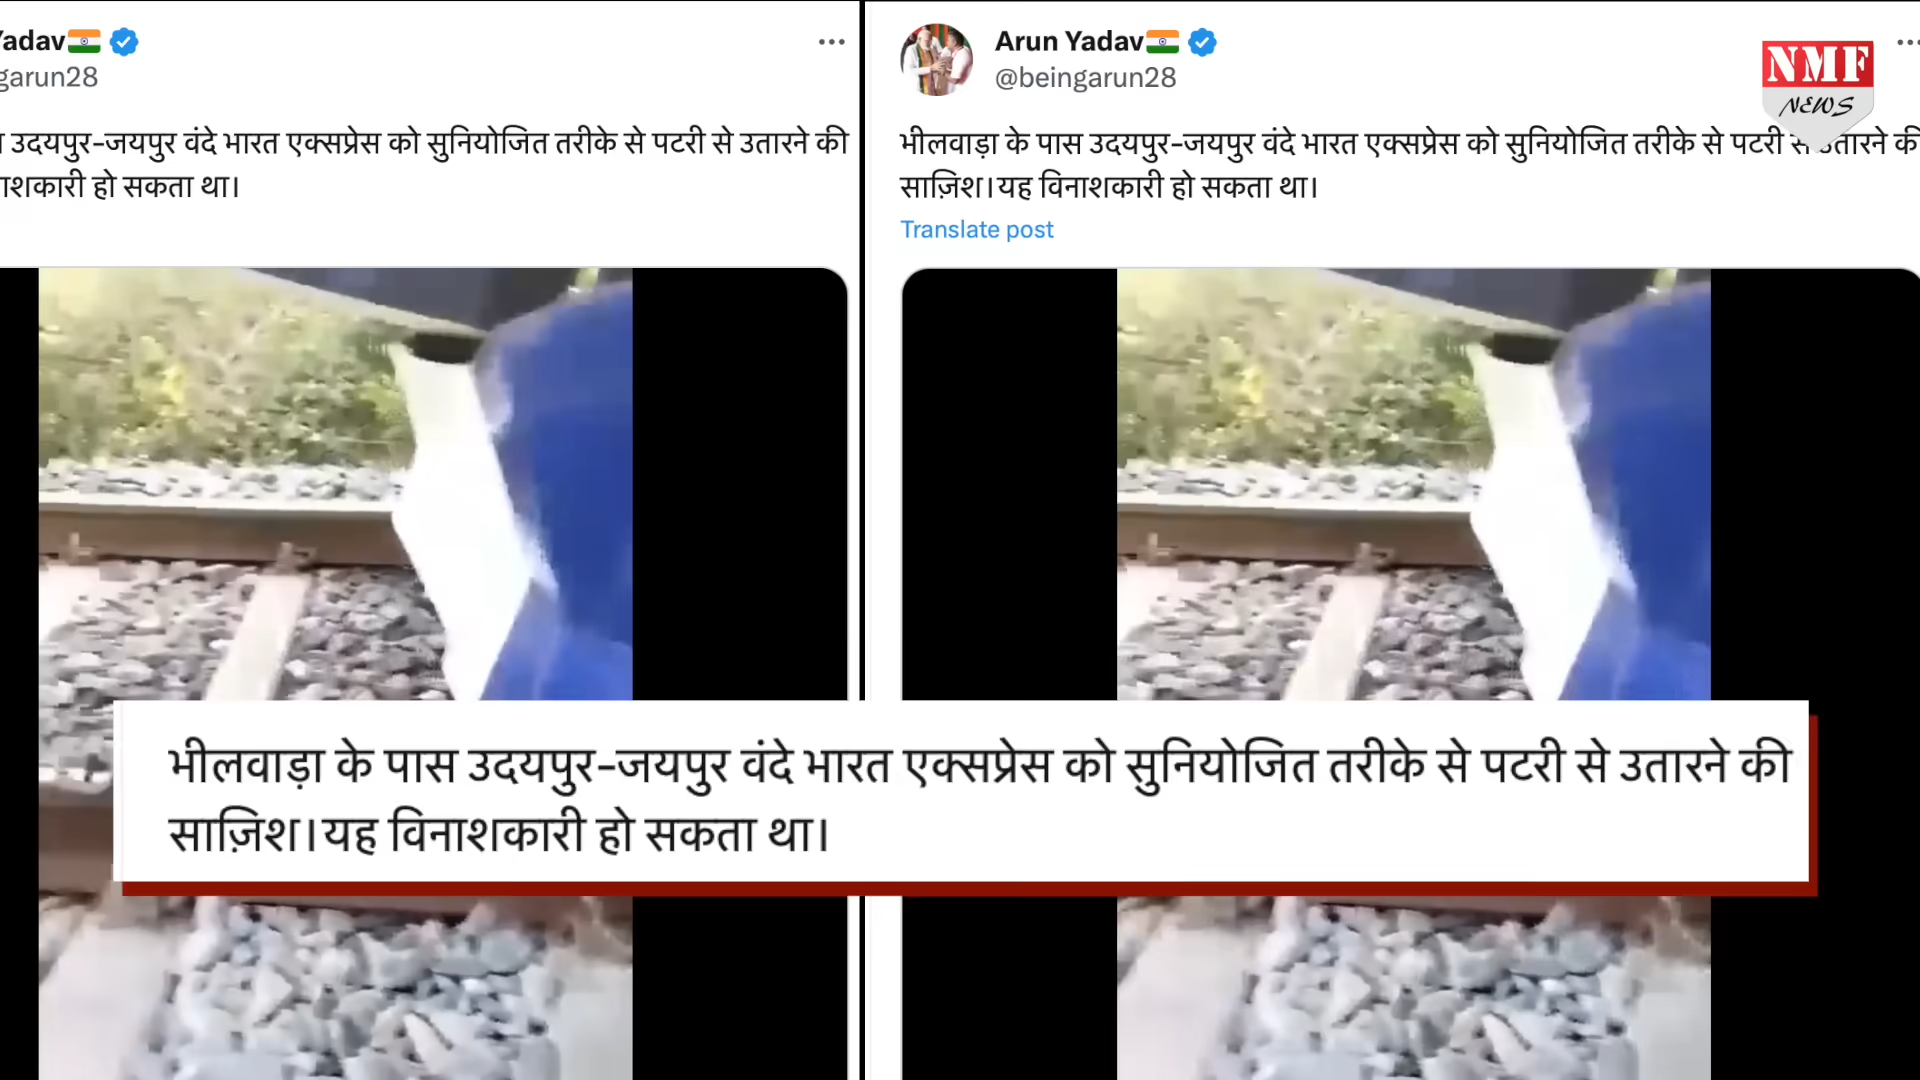 Yadav
garun28
उदयपुर-जयपुर वंदे भारत एक्सप्रेस को सुनियोजित तरीके से पटरी से उतारने की
हो सकता था।
Arun Yadav
@beingarun28
भीलवाड़ा के पास उदयपुर-जयपुर वंदे भारत एक्सप्रेस को सुनियोजित तरीके से पटरी से उतारने की
साज़िश।यह विनाशकारी हो सकता था।
Translate post
NMF
NEWS
भीलवाड़ा के पास उदयपुर-जयपुर वंदे भारत एक्सप्रेस को सुनियोजित तरीके से पटरी से उतारने की
साज़िश।यह विनाशकारी हो सकता था।